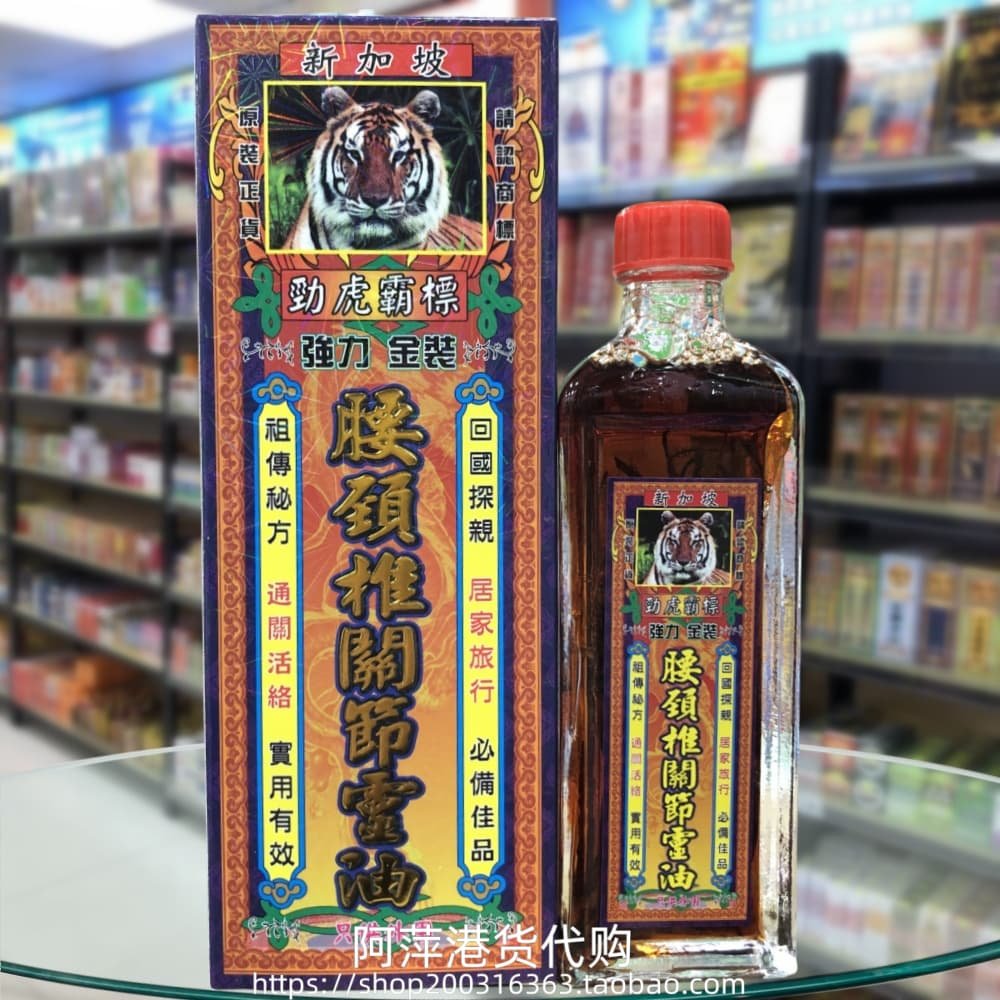 新加坡
原裝正貨
請認商標
勁虎霸標
強力 金裝
祖傳秘方 通關活絡 實用有效
腰頚椎關節靈油
回國探親 居家旅行 必備佳品
新加坡
勁虎霸標
強力 金裝
祖傳秘方 通關活絡 實用有效
腰頚椎關節靈油
回國探親 居家旅行 必備佳品
阿萍港货代购
https://shop200316363.taobao.com